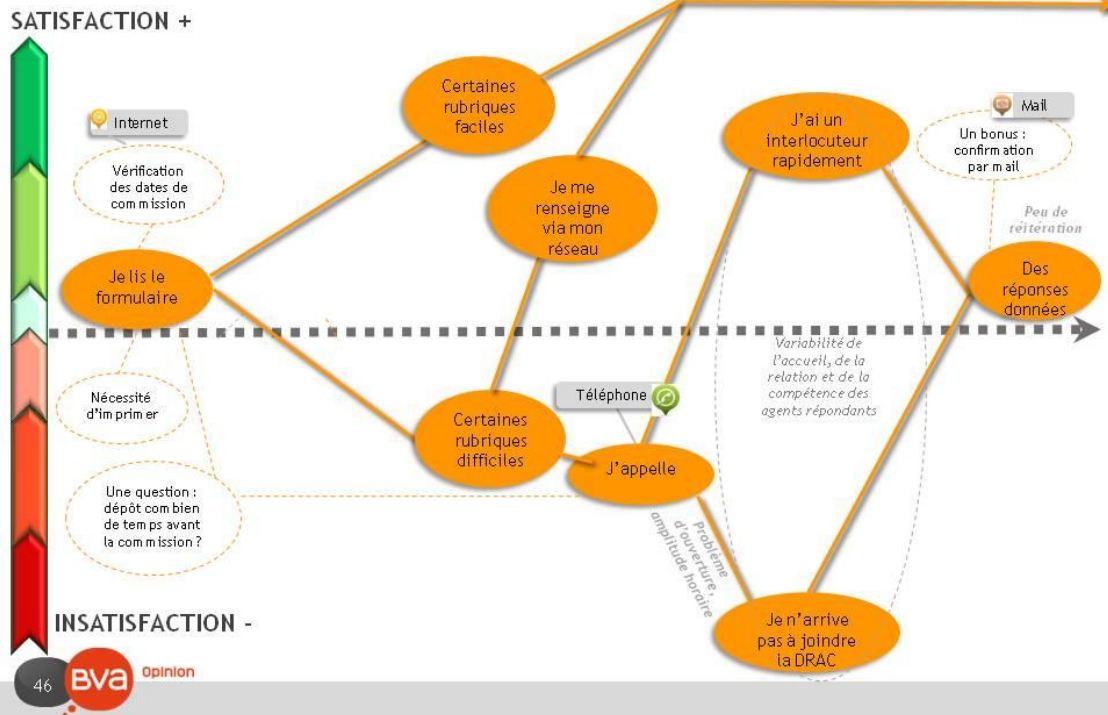 SATISFACTION +
Internet
Vérification
des dates de
commission
Je lis le
formulaire
Nécessité
d'imprimer
Une question :
dépôt combien
de temps avant
la commission ?
Certaines
rubriques
faciles
Je me
renseigne
via mon
réseau
Certaines
rubriques
difficiles
Téléphone
J'appelle
Problème
d'ouverture,
amplitude horaire
J'ai un
interlocuteur
rapidement
Variabilité de
l'accueil, de la
relation et de la
compétence des
agents répondants
Je n'arrive
pas à joindre
la DRAC
Mail
Un bonus :
confirmation
par mail
Peu de
réitération
Des
réponses
données
INSATISFACTION -
46
BVA
Opinion